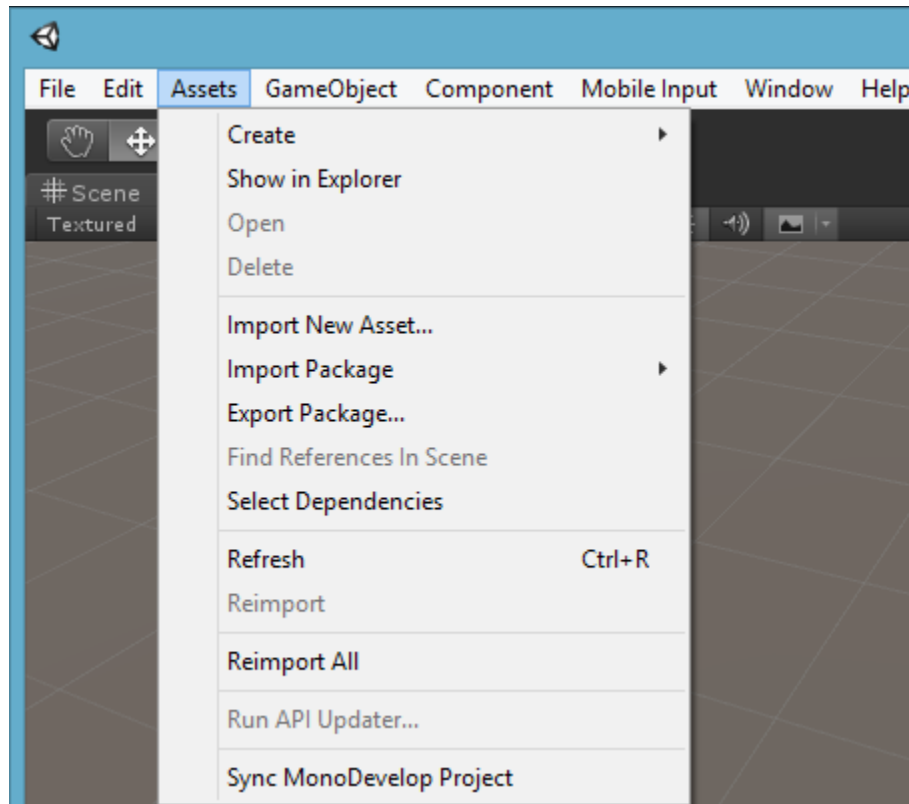 File Edit Assets GameObject Component Mobile Input Window Help
Create
Show in Explorer
Open
Delete
Import New Asset...
Import Package
Export Package...
Find References In Scene
Select Dependencies
Refresh Ctrl+R
Reimport
Reimport All
Run API Updater...
Sync MonoDevelop Project
Scene
Textured